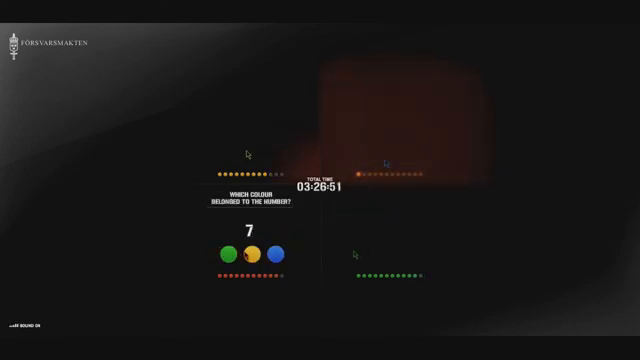 FÖRSVARSMAKTEN
TOTAL TIME
03:26:51
WHICH COLOUR
BELONGED TO THE NUMBER?
7
SOUND ON